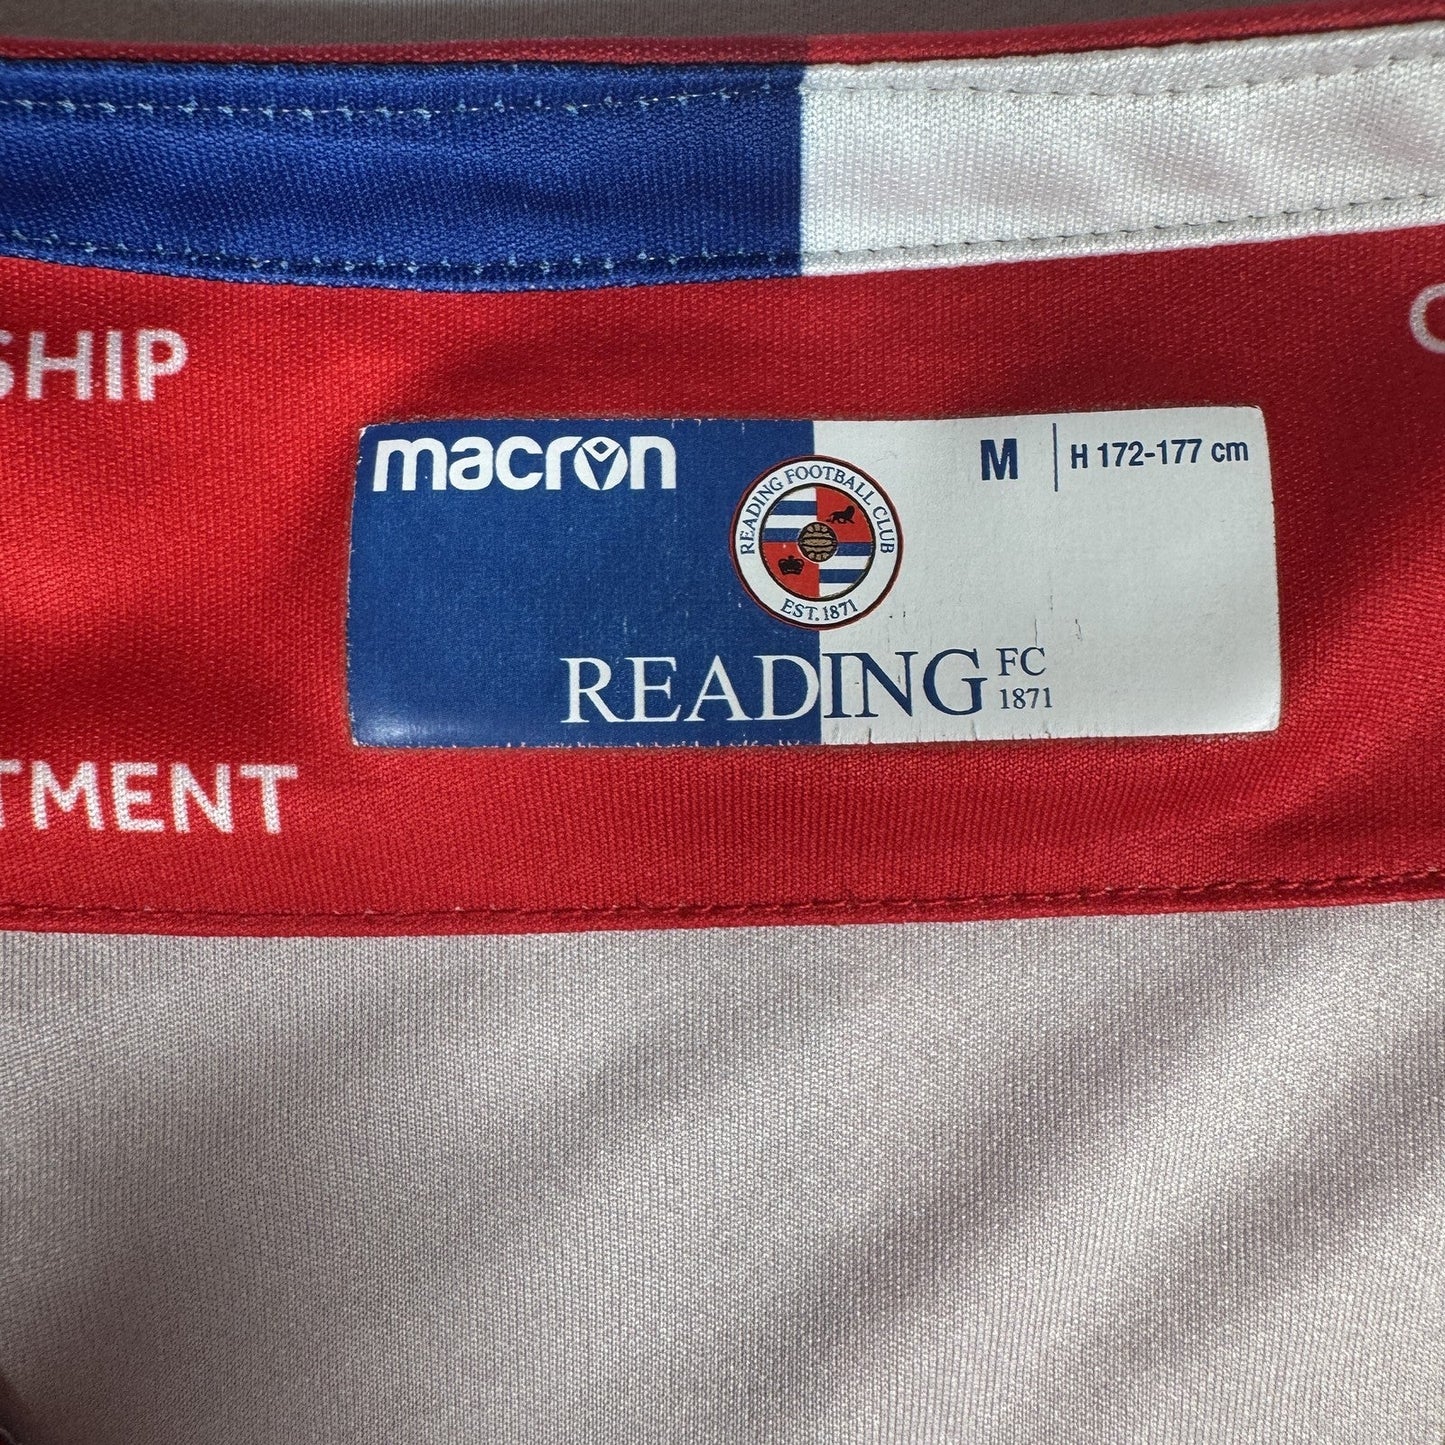 SHIP
macron
M
H 172-177 cm
READING FOOTBALL CLUB
EST. 1871
READING FC
1871
TMENT